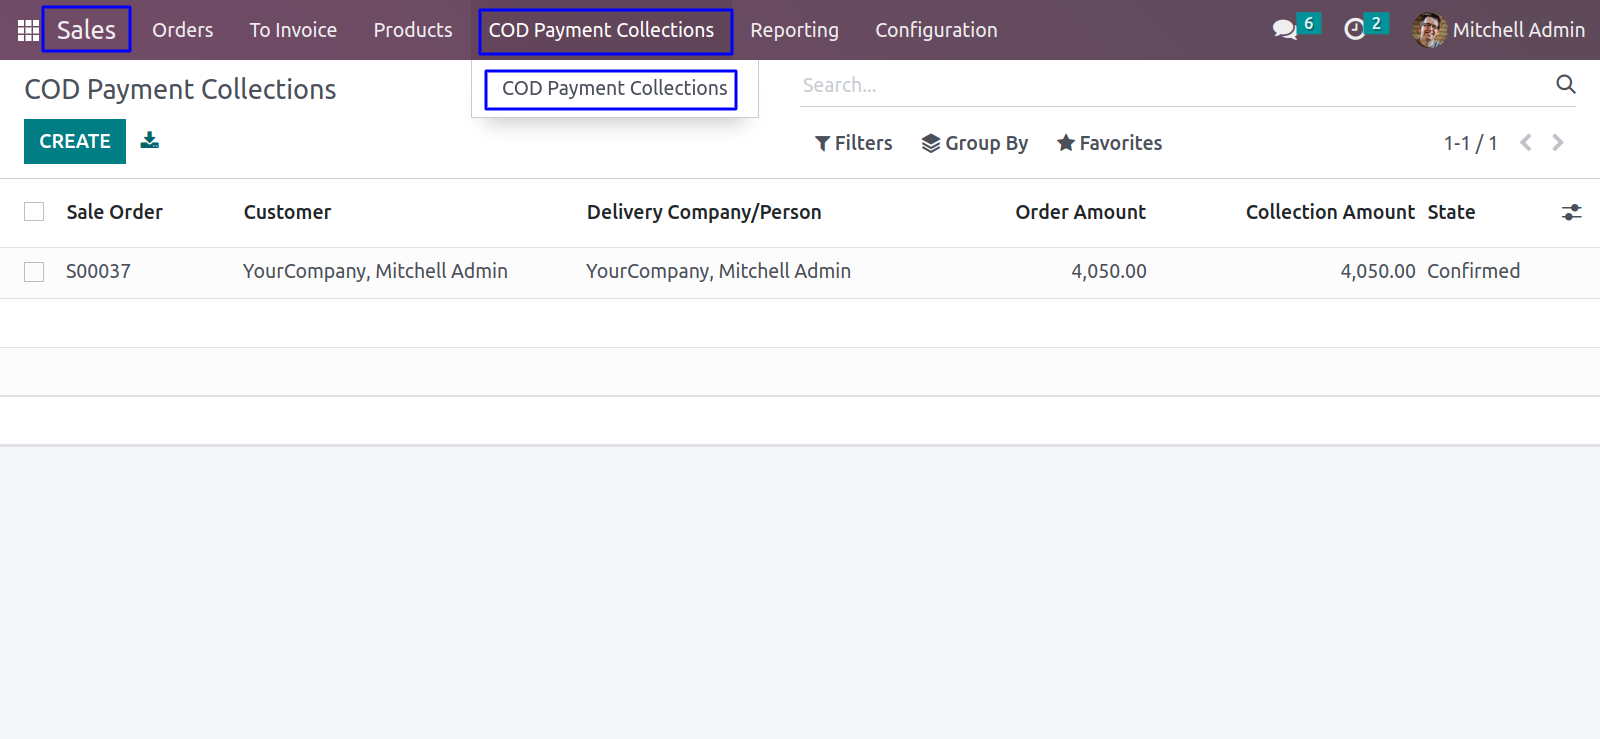 Sales Orders To Invoice Products COD Payment Collections Reporting Configuration 6 2 Mitchell Admin
COD Payment Collections COD Payment Collections Search...
CREATE Filters Group By Favorites 1-1 / 1
Sale Order Customer Delivery Company/Person Order Amount Collection Amount State
S00037 YourCompany, Mitchell Admin YourCompany, Mitchell Admin 4,050.00 4,050.00 Confirmed